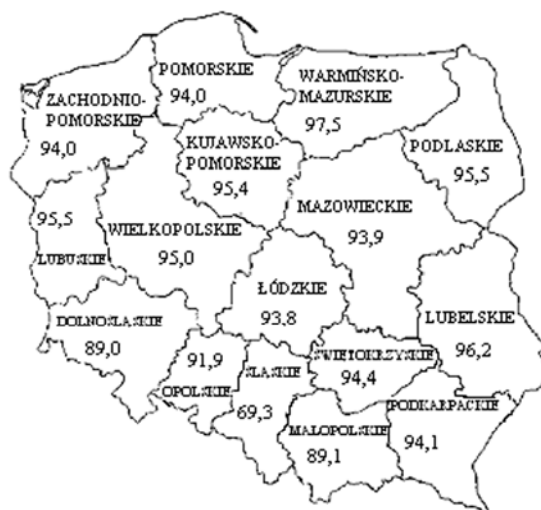 POMORSKIE
94,0
WARMIŃSKO-
MAZURSKIE
97,5
ZACHODNIO-
POMORSKIE
94,0
KUJAWSKO-
POMORSKIE
95,4
PODLASKIE
95,5
95,5
LUBUSKIE
WIELKOPOLSKIE
95,0
MAZOWIECKIE
93,9
ŁÓDZKIE
93,8
LUBELSKIE
96,2
DOLNOŚLĄSKIE
89,0
91,9
OPOLSKIE
ŚLĄSKIE
69,3
ŚWIĘTOKRZYSKIE
94,4
MAŁOPOLSKIE
89,1
PODKARPACKIE
94,1